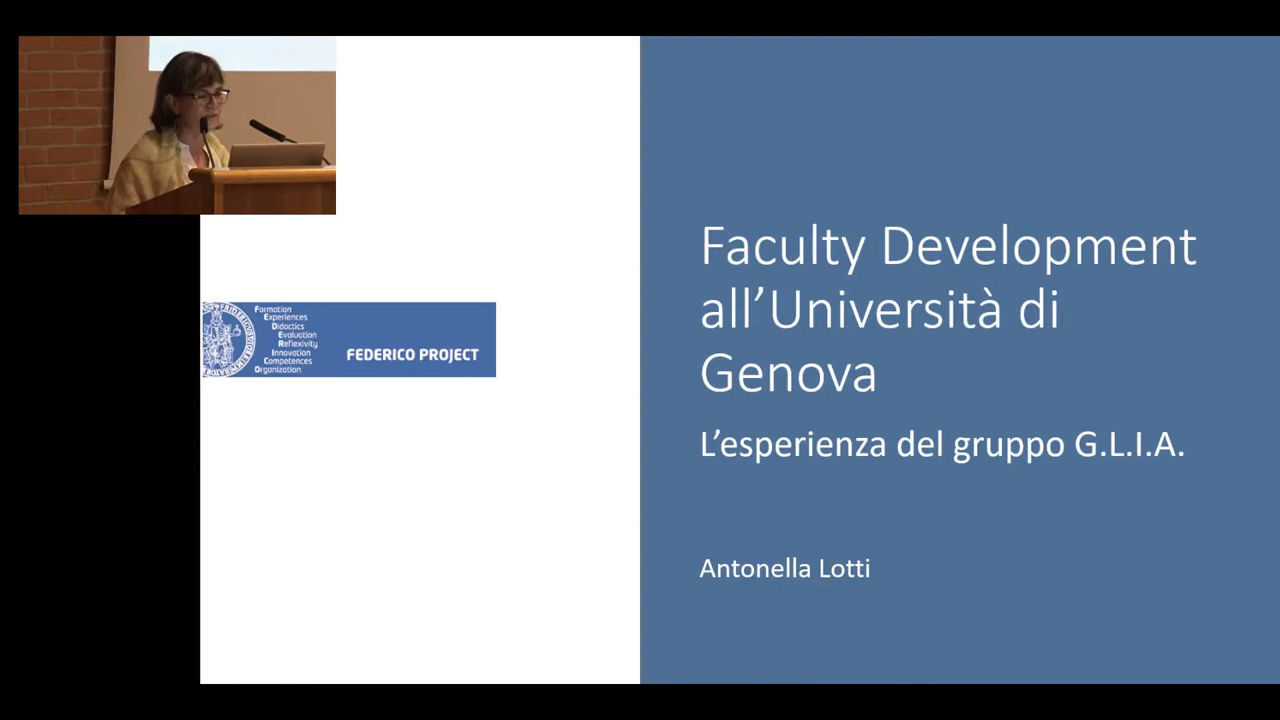 Formation
Experiences
Didactics
Evaluation
Reflexivity
Innovation
Competences
Organization
FEDERICO PROJECT
Faculty Development
all’Università di
Genova
L’esperienza del gruppo G.L.I.A.
Antonella Lotti